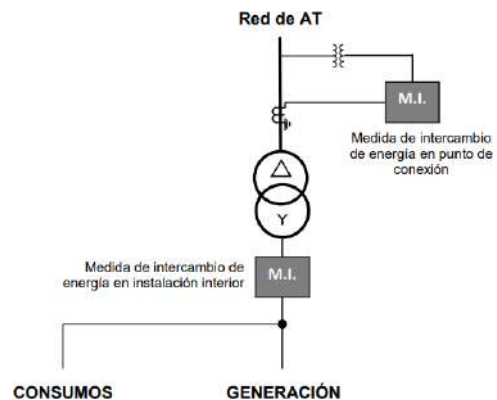 Red de AT
M.I.
Medida de intercambio
de energía en punto de
conexión
Y
Medida de intercambio de
energía en instalación interior
M.I.
CONSUMOS
GENERACIÓN